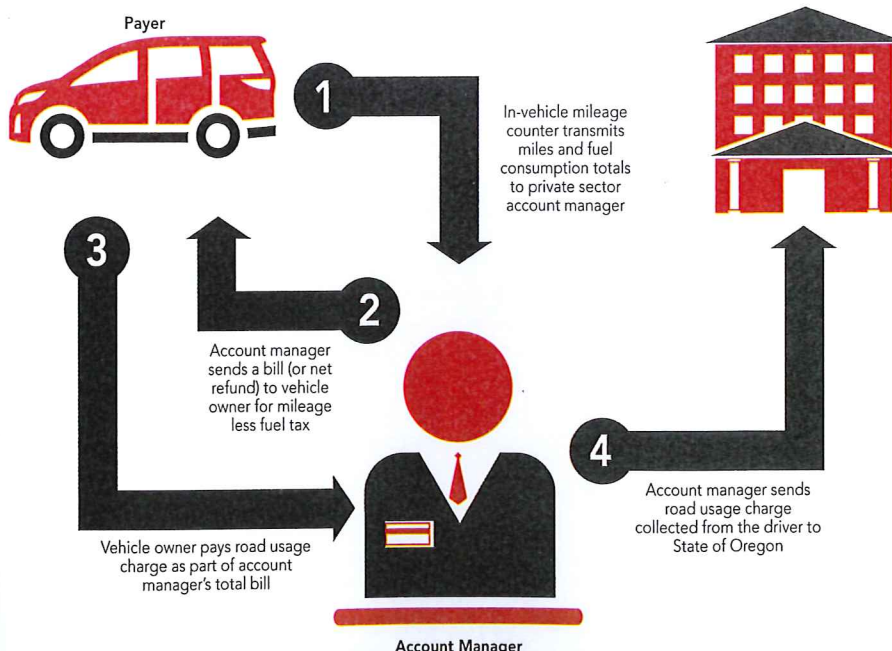 Payer
1
In-vehicle mileage
counter transmits
miles and fuel
consumption totals
to private sector
account manager
3
2
Account manager
sends a bill (or net
refund) to vehicle
owner for mileage
less fuel tax
4
Account manager sends
road usage charge
collected from the driver to
State of Oregon
Vehicle owner pays road usage
charge as part of account
manager's total bill
Account Manager